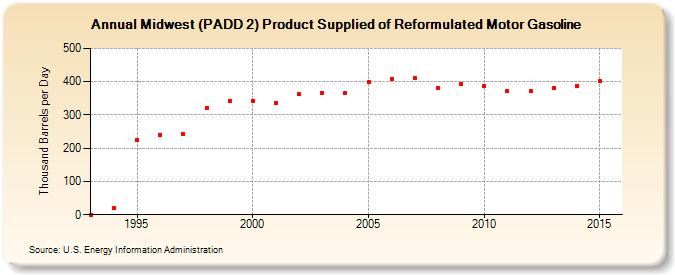 Annual Midwest (PADD 2) Product Supplied of Reformulated Motor Gasoline
Thousand Barrels per Day
500
400
300
200
100
0
1995 2000 2005 2010 2015
Source: U.S. Energy Information Administration